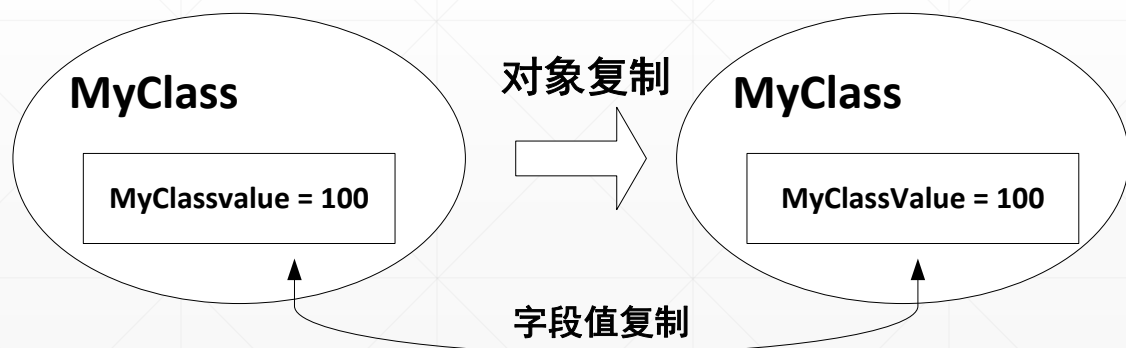 对象复制
MyClass
MyClass
MyClassvalue = 100
MyClassValue = 100
字段值复制